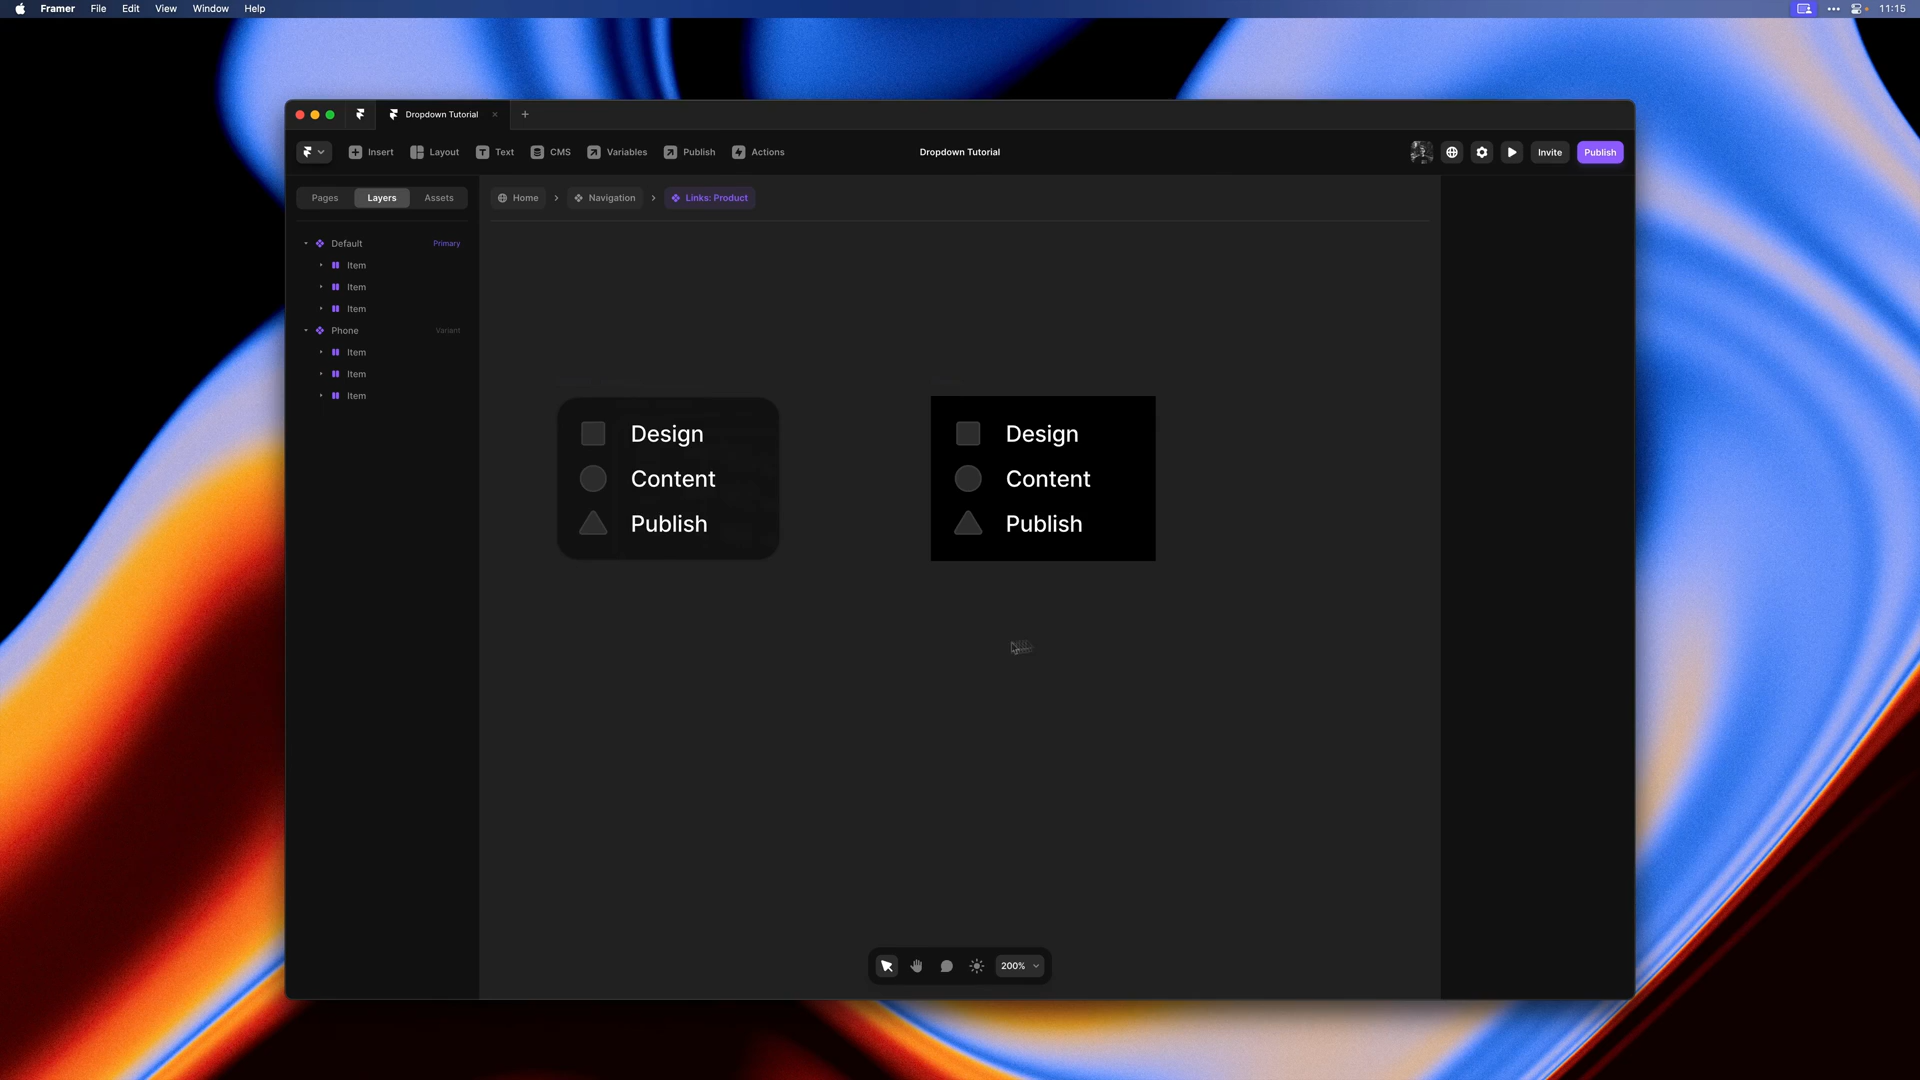 Framer File Edit View Window Help 11:15
Dropdown Tutorial
Insert Layout Text CMS Variables Publish Actions Dropdown Tutorial Invite Publish
Pages Layers Assets Home Navigation Links: Product
Default Primary
Item
Item
Item
Phone Variant
Item
Item
Item
Design
Content
Publish
Design
Content
Publish
200%